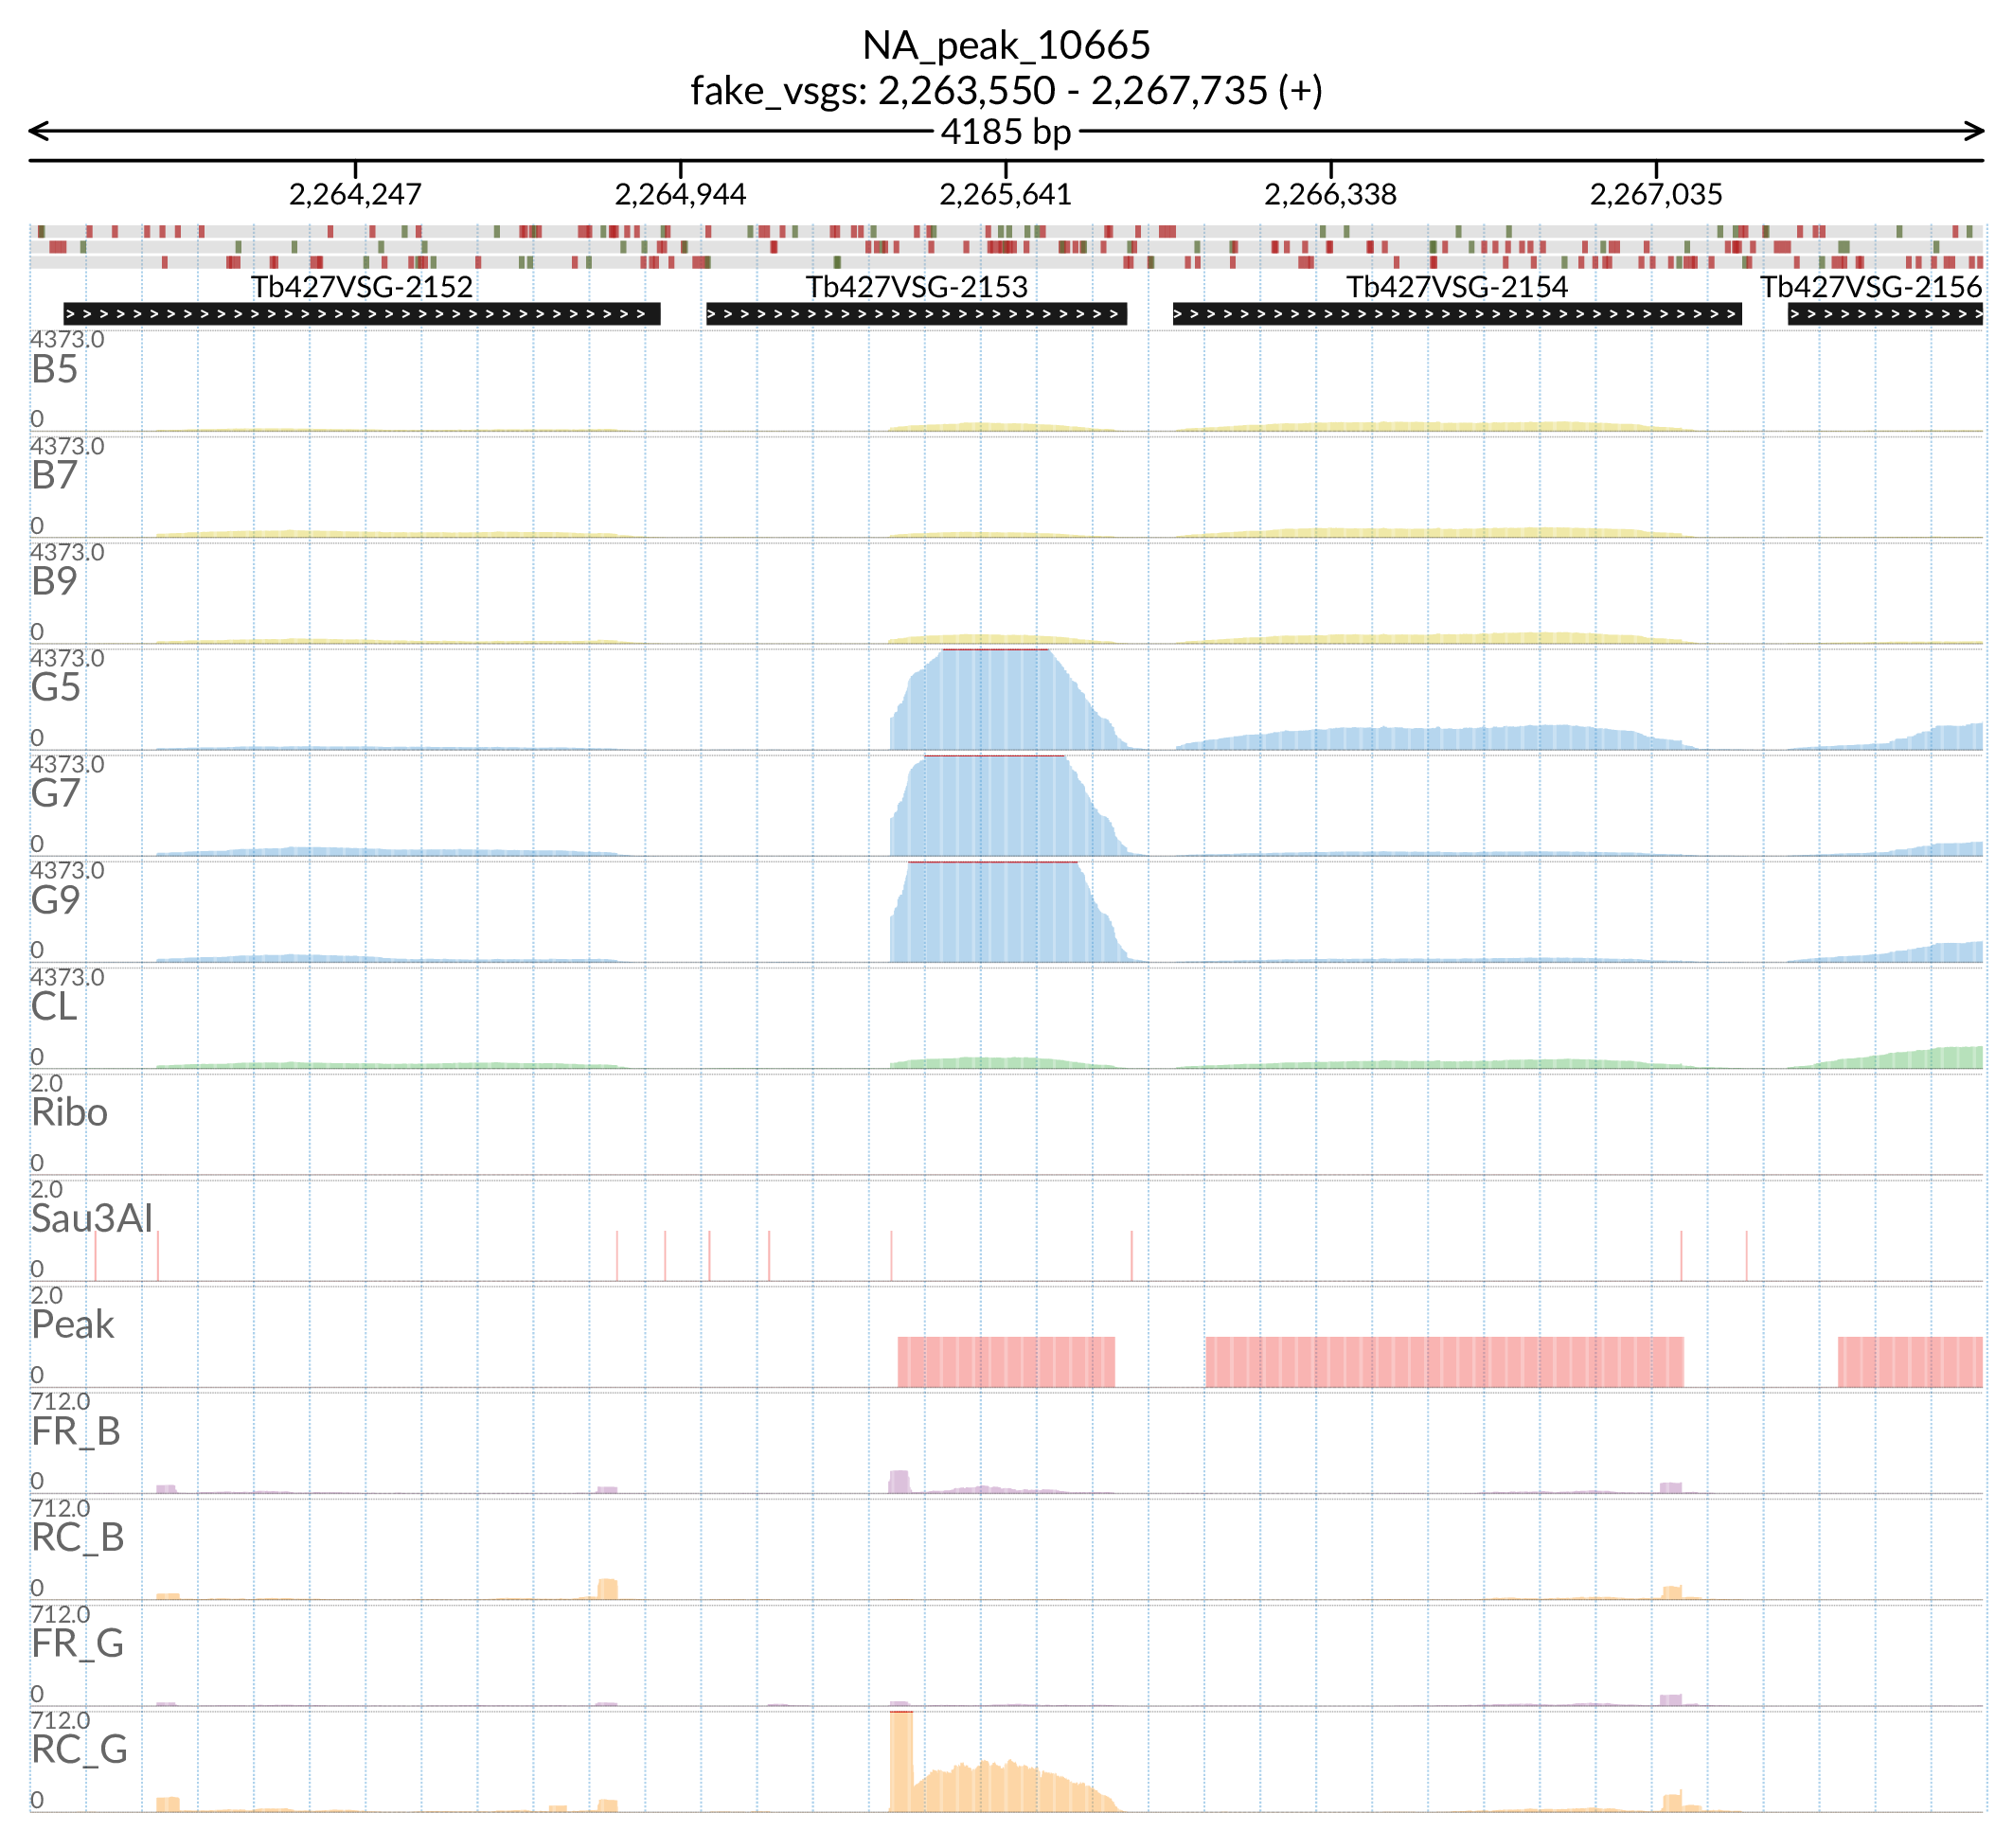 NA_peak_10665
fake_vsgs: 2,263,550 - 2,267,735 (+)
4185 bp
2,264,247 2,264,944 2,265,641 2,266,338 2,267,035
Tb427VSG-2152 Tb427VSG-2153 Tb427VSG-2154 Tb427VSG-2156
4373.0
B5
0
4373.0
B7
0
4373.0
B9
0
4373.0
G5
0
4373.0
G7
0
4373.0
G9
0
4373.0
CL
0
2.0
Ribo
0
2.0
Sau3AI
0
2.0
Peak
0
712.0
FR_B
0
712.0
RC_B
0
712.0
FR_G
0
712.0
RC_G
0